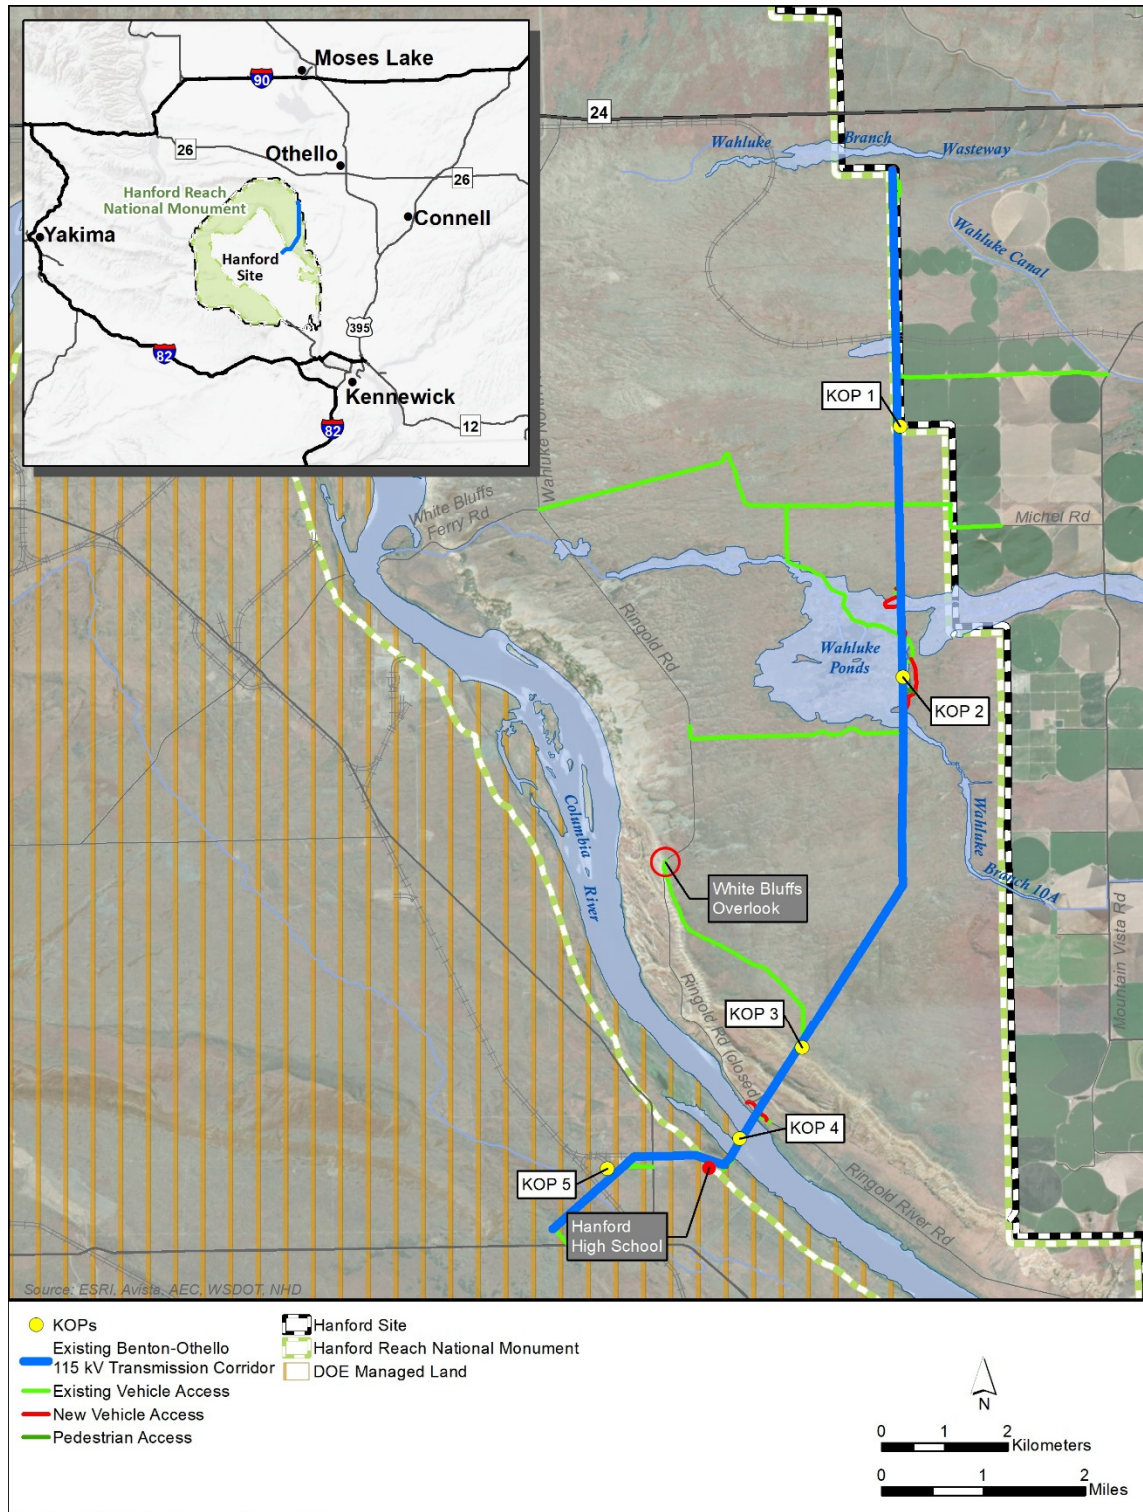 Moses Lake
90
26
Othello
26
Hanford Reach
National Monument
Connell
Yakima
Hanford
Site
395
82
Kennewick
82
12
24
Wahluke
Branch
Wasteway
Wahluke Canal
KOP 1
White Bluffs
Ferry Rd
Michel Rd
Ringold Rd
Wahluke
Ponds
KOP 2
Columbia
River
Wahluke
Branch 10A
White Bluffs
Overlook
Mountain Vista Rd
KOP 3
Ringold Rd (closed)
KOP 4
KOP 5
Hanford
High School
Ringold River Rd
Source: ESRI, Avista, AEC, WSDOT, NHD
KOPs
Existing Benton-Othello
115 kV Transmission Corridor
Existing Vehicle Access
New Vehicle Access
Pedestrian Access
Hanford Site
Hanford Reach National Monument
DOE Managed Land
N
0 1 2
Kilometers
0 1 2
Miles